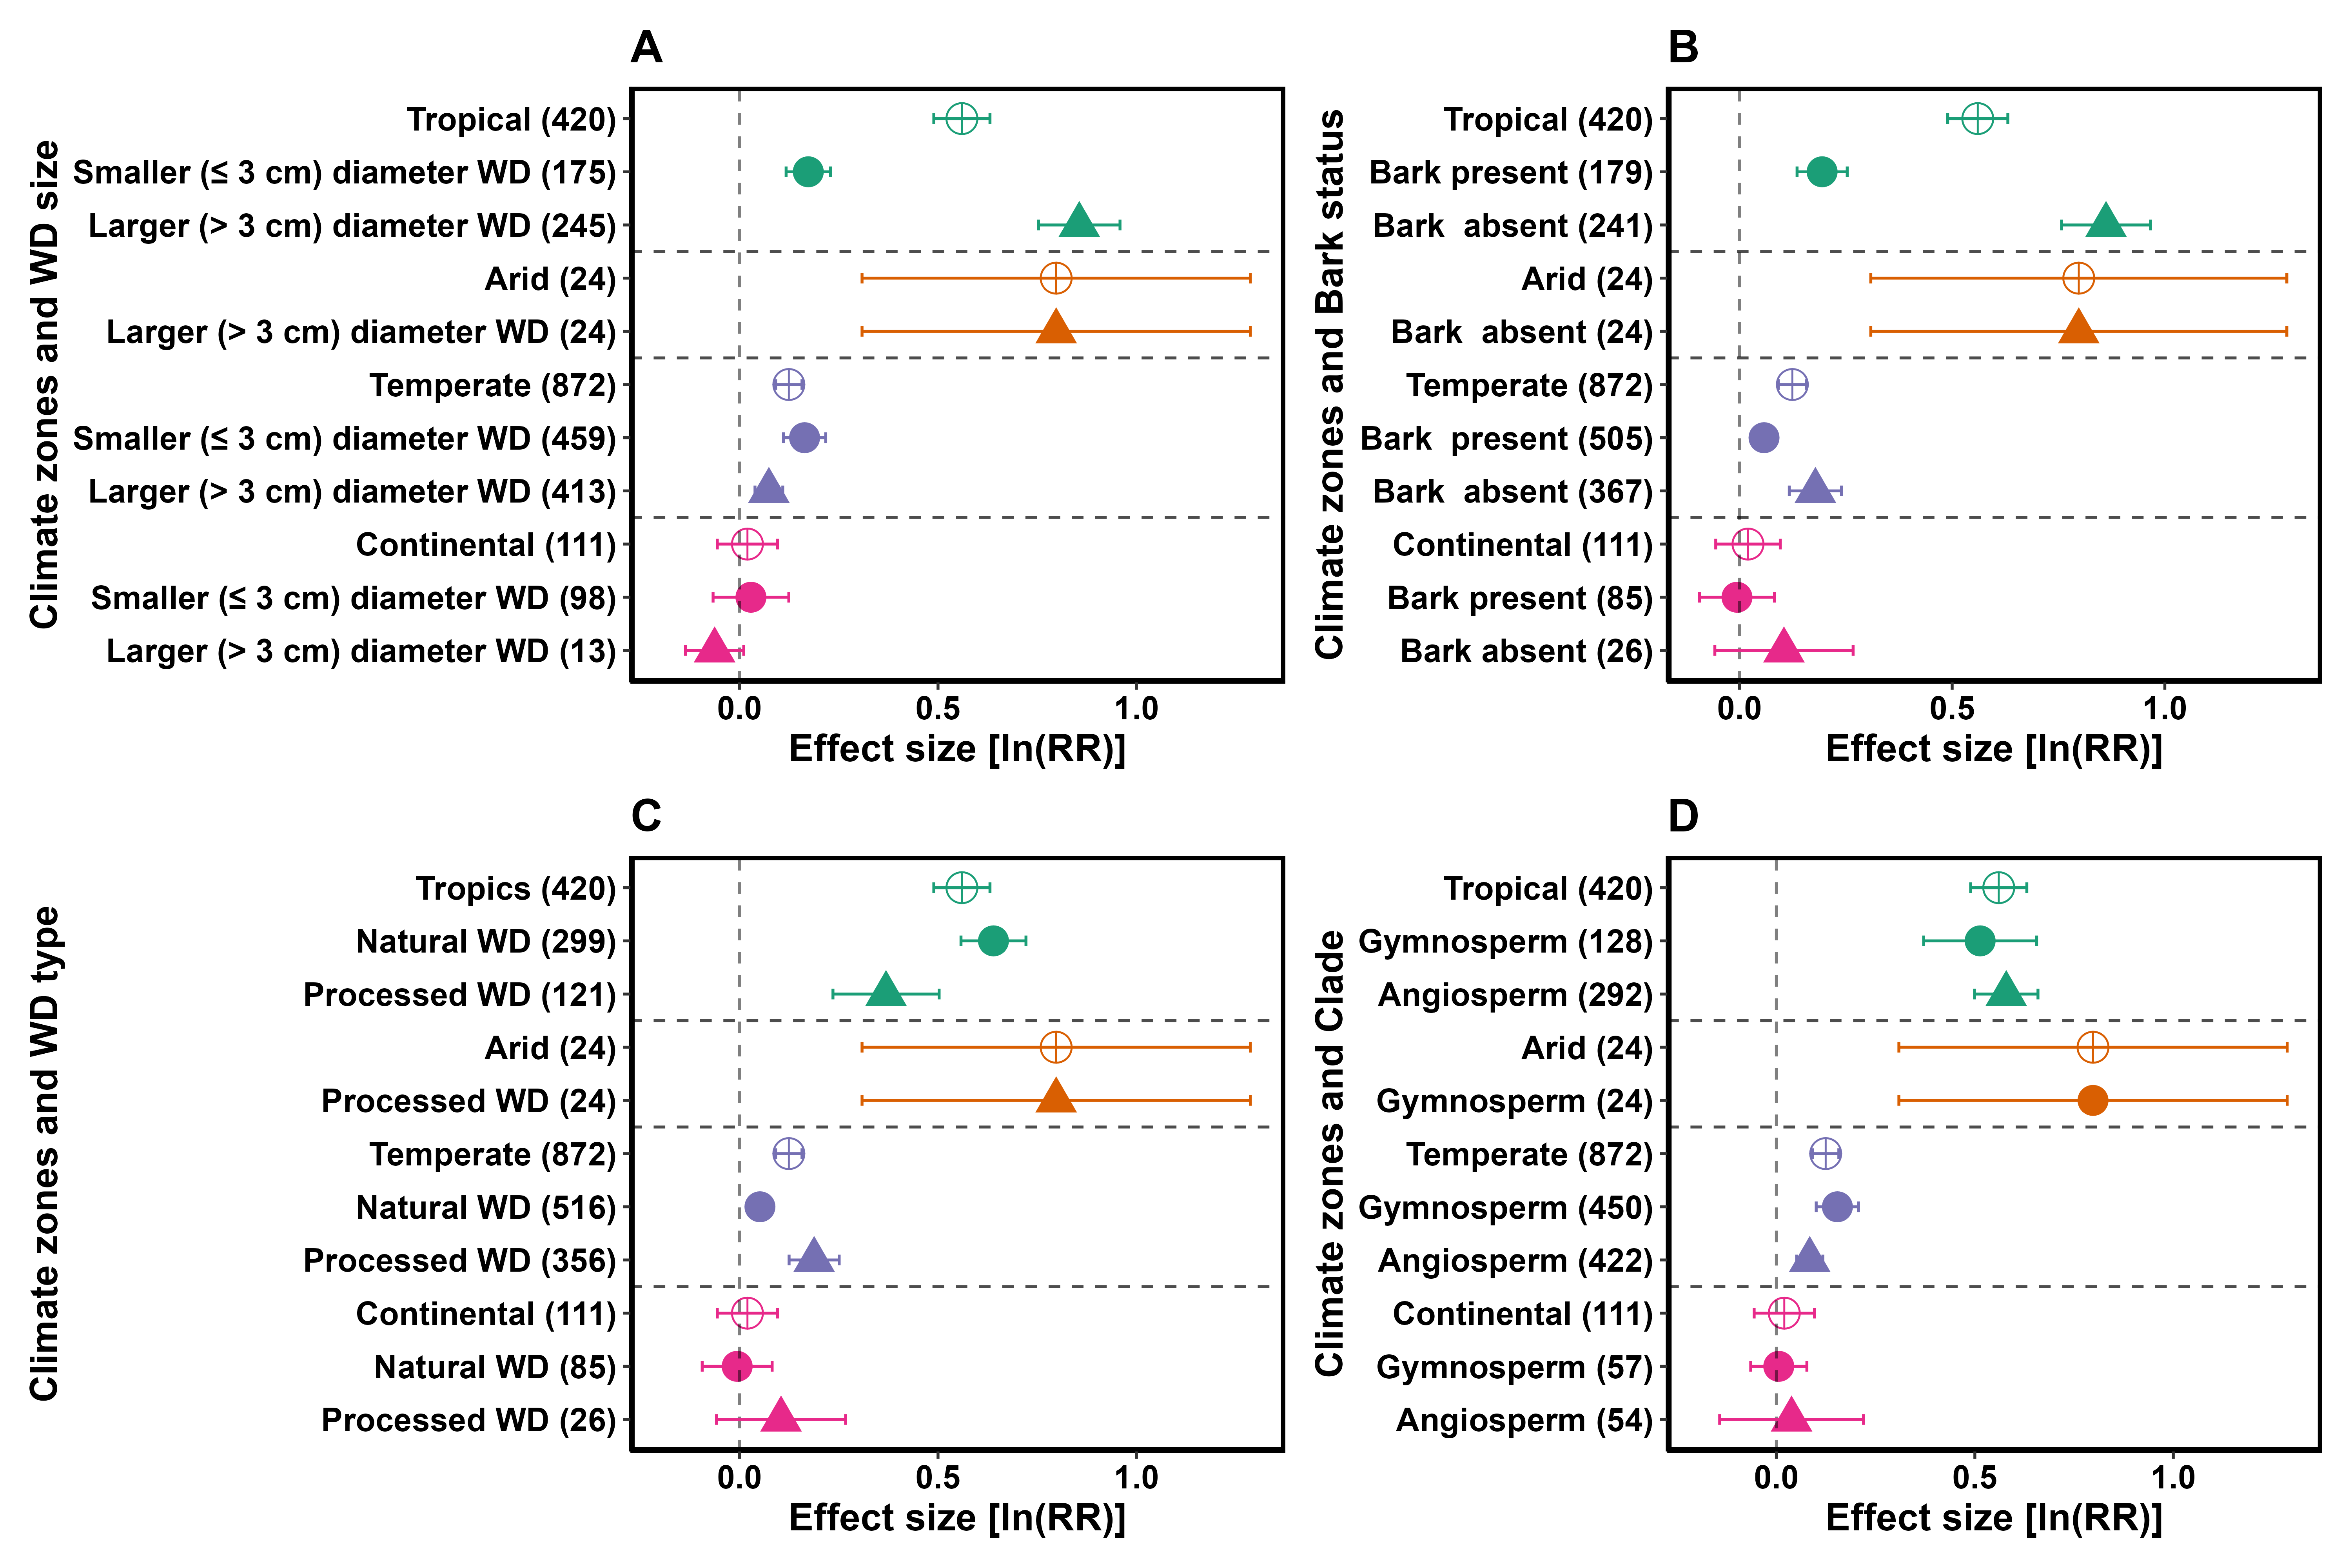 A
Climate zones and WD size
Tropical (420)
Smaller (≤ 3 cm) diameter WD (175)
Larger (> 3 cm) diameter WD (245)
Arid (24)
Larger (> 3 cm) diameter WD (24)
Temperate (872)
Smaller (≤ 3 cm) diameter WD (459)
Larger (> 3 cm) diameter WD (413)
Continental (111)
Smaller (≤ 3 cm) diameter WD (98)
Larger (> 3 cm) diameter WD (13)
0.0 0.5 1.0
Effect size [ln(RR)]
B
Climate zones and Bark status
Tropical (420)
Bark present (179)
Bark  absent (241)
Arid (24)
Bark  absent (24)
Temperate (872)
Bark  present (505)
Bark  absent (367)
Continental (111)
Bark present (85)
Bark absent (26)
0.0 0.5 1.0
Effect size [ln(RR)]
C
Climate zones and WD type
Tropics (420)
Natural WD (299)
Processed WD (121)
Arid (24)
Processed WD (24)
Temperate (872)
Natural WD (516)
Processed WD (356)
Continental (111)
Natural WD (85)
Processed WD (26)
0.0 0.5 1.0
Effect size [ln(RR)]
D
Climate zones and Clade
Tropical (420)
Gymnosperm (128)
Angiosperm (292)
Arid (24)
Gymnosperm (24)
Temperate (872)
Gymnosperm (450)
Angiosperm (422)
Continental (111)
Gymnosperm (57)
Angiosperm (54)
0.0 0.5 1.0
Effect size [ln(RR)]